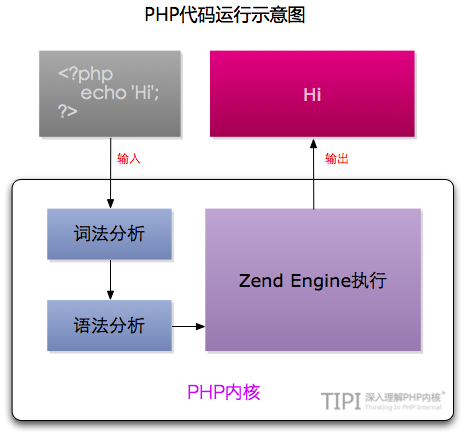 PHP代码运行示意图
<?php
echo 'Hi';
?>
Hi
输入
输出
词法分析
语法分析
Zend Engine执行
PHP内核
TIPI 深入理解PHP内核
Thinking In PHP Internal